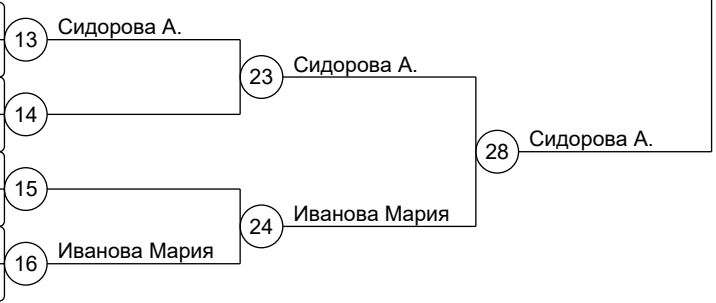 13 Сидорова А.
14
23 Сидорова А.
15
16 Иванова Мария
24 Иванова Мария
28 Сидорова А.